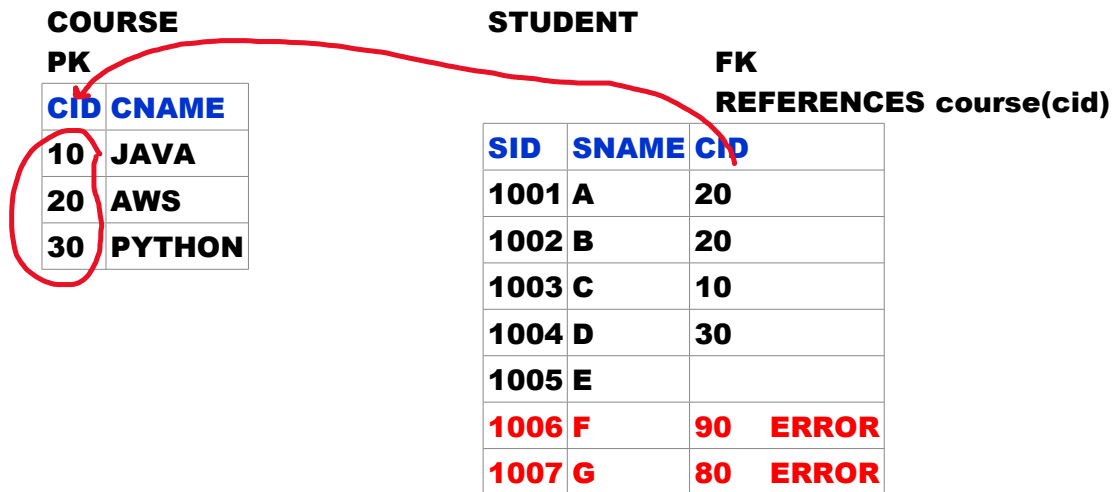 COURSE
PK
CID CNAME
10 JAVA
20 AWS
30 PYTHON
STUDENT
FK
REFERENCES course(cid)
SID SNAME CID
1001 A 20
1002 B 20
1003 C 10
1004 D 30
1005 E
1006 F 90 ERROR
1007 G 80 ERROR